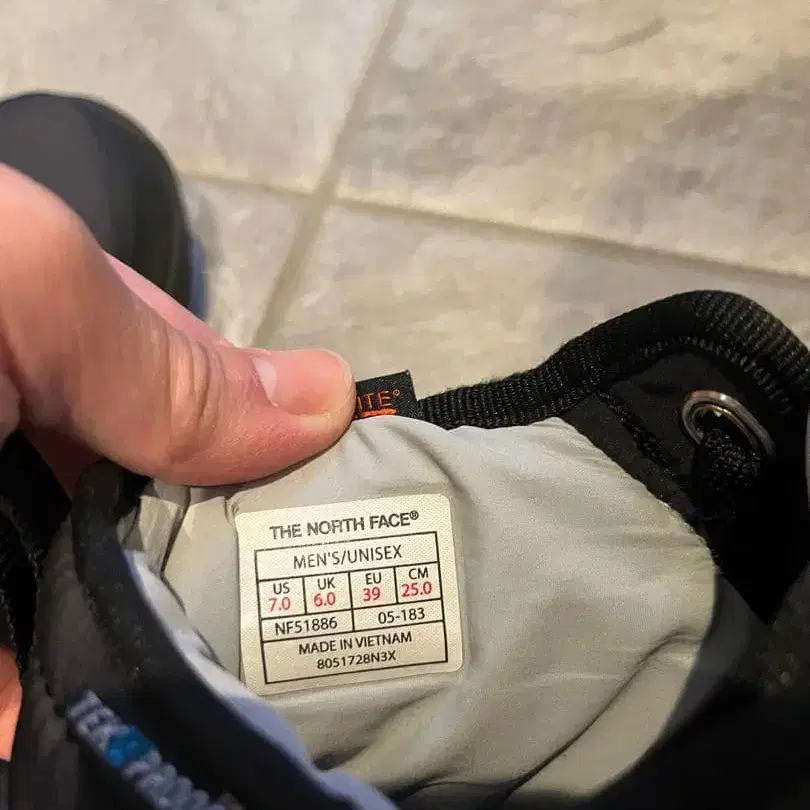 ITE®
THE NORTH FACE®
MEN'S/UNISEX
US UK EU CM
7.0 6.0 39 25.0
NF51886 05-183
MADE IN VIETNAM
8051728N3X